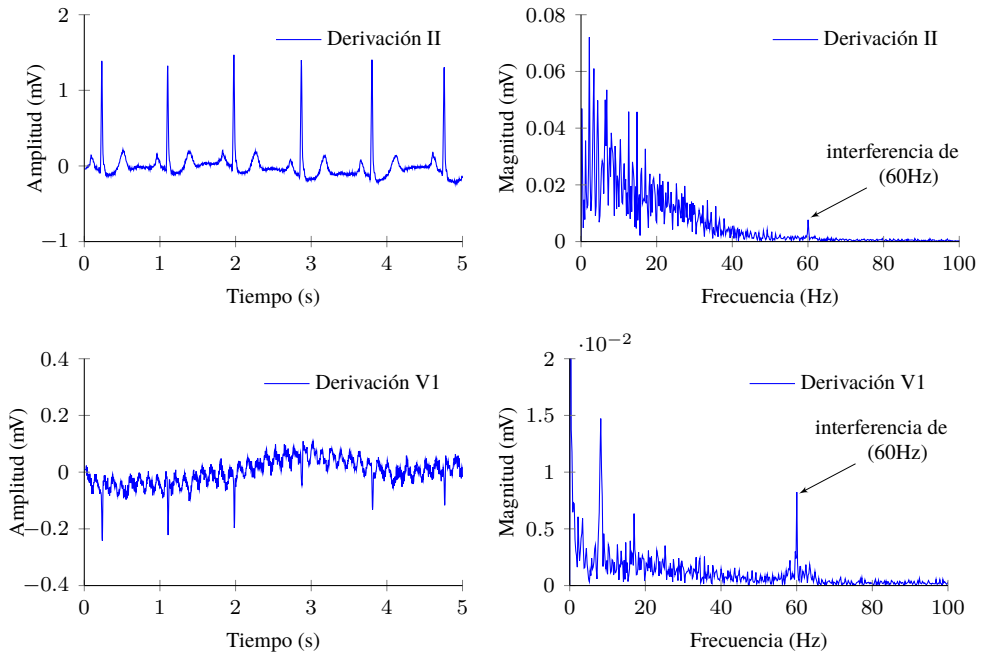 2
1
0
−1
Amplitud (mV)
Derivación II
0 1 2 3 4 5
Tiempo (s)
0.08
0.06
0.04
0.02
0
Magnitud (mV)
Derivación II
interferencia de
(60Hz)
0 20 40 60 80 100
Frecuencia (Hz)
0.4
0.2
0
−0.2
−0.4
Amplitud (mV)
Derivación V1
0 1 2 3 4 5
Tiempo (s)
·10⁻²
2
1.5
1
0.5
0
Magnitud (mV)
Derivación V1
interferencia de
(60Hz)
0 20 40 60 80 100
Frecuencia (Hz)